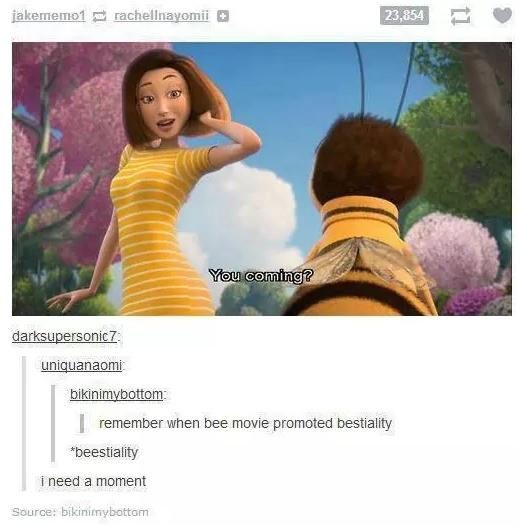 jakememo1 rachellnayomii
23,854
You coming?
darksupersonic7:
uniquanaomi:
bikinimybottom:
remember when bee movie promoted bestiality
*beestiality
i need a moment
Source: bikinimybottom